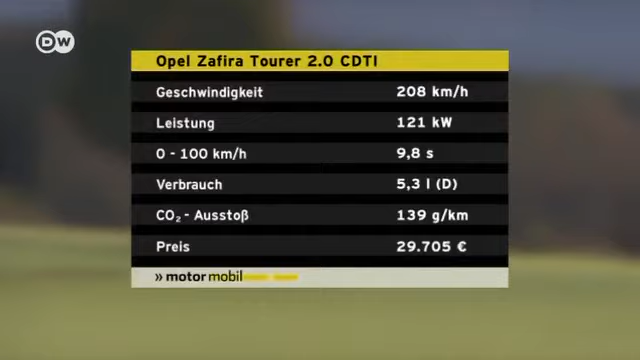 DW
Opel Zafira Tourer 2.0 CDTI
Geschwindigkeit 208 km/h
Leistung 121 kW
0 - 100 km/h 9,8 s
Verbrauch 5,3 l (D)
CO₂ - Ausstoß 139 g/km
Preis 29.705 €
» motor mobil